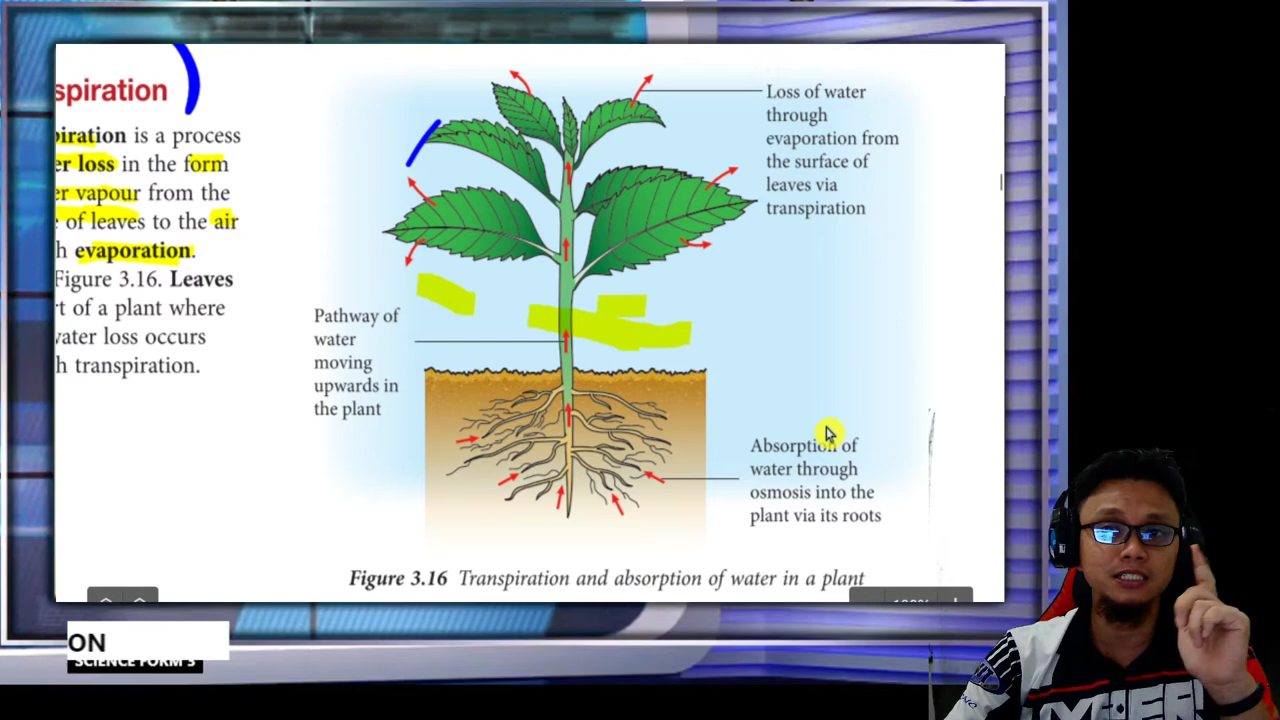 spiration
piration is a process
er loss in the form
er vapour from the
of leaves to the air
h evaporation.
Figure 3.16. Leaves
rt of a plant where
vater loss occurs
h transpiration.
Loss of water
through
evaporation from
the surface of
leaves via
transpiration
Pathway of
water
moving
upwards in
the plant
Absorption of
water through
osmosis into the
plant via its roots
Figure 3.16 Transpiration and absorption of water in a plant
ON
SCIENCE FORM 3